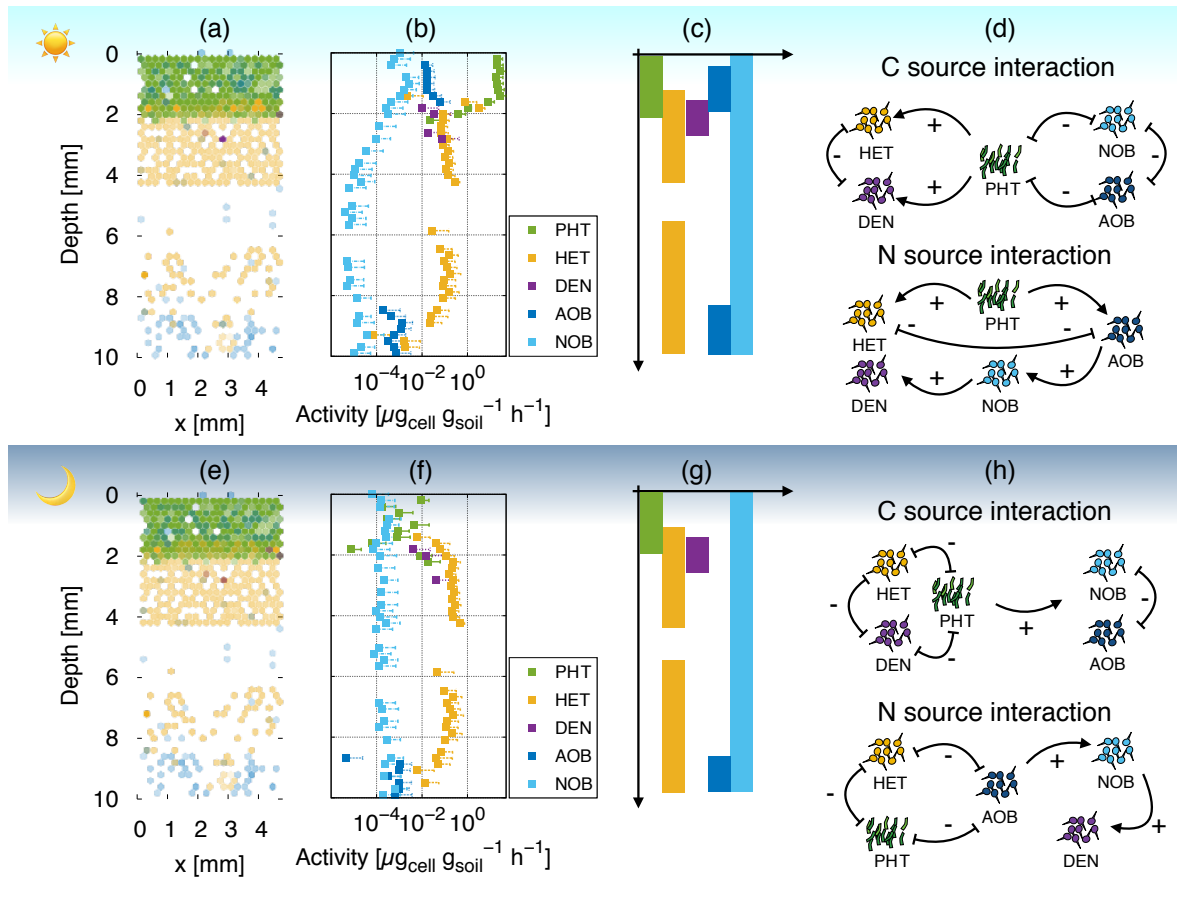 (a)
(b)
(c)
(d)
0
2
4
6
8
10
Depth [mm]
0 1 2 3 4
x [mm]
10⁻⁴ 10⁻² 10⁰
Activity [μg_cell g_soil⁻¹ h⁻¹]
PHT
HET
DEN
AOB
NOB
C source interaction
HET
+
-
DEN
+
PHT
-
NOB
-
-
AOB
N source interaction
HET
+
PHT
+
-
-
AOB
DEN
+
NOB
+
(e)
(f)
(g)
(h)
0
2
4
6
8
10
Depth [mm]
0 1 2 3 4
x [mm]
10⁻⁴ 10⁻² 10⁰
Activity [μg_cell g_soil⁻¹ h⁻¹]
PHT
HET
DEN
AOB
NOB
C source interaction
HET
-
-
PHT
DEN
-
+
NOB
-
AOB
N source interaction
HET
-
-
PHT
-
AOB
+
NOB
DEN
+